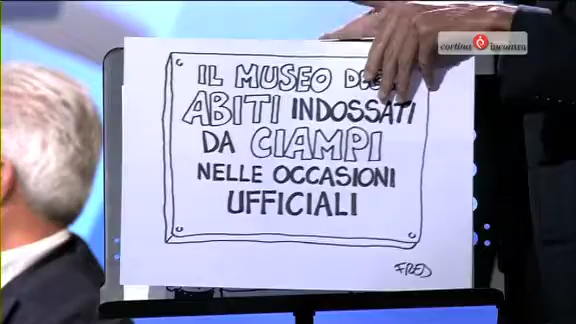 cortina incontra
IL MUSEO DEGLI
ABITI INDOSSATI
DA CIAMPI
NELLE OCCASIONI
UFFICIALI
FRED